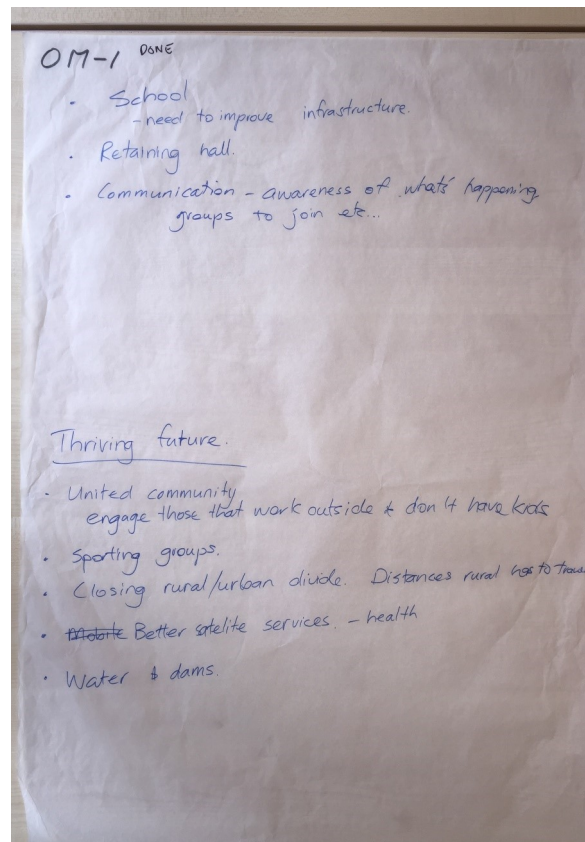 OM-1 DONE
• School
- need to improve infrastructure.
• Retaining hall.
• Communication - awareness of what's happening,
groups to join etc...
Thriving future.
• United community
engage those that work outside & don't have kids
• Sporting groups.
• Closing rural/urban divide. Distances rural has to
• Mobile Better satelite services. - health
• Water & dams.